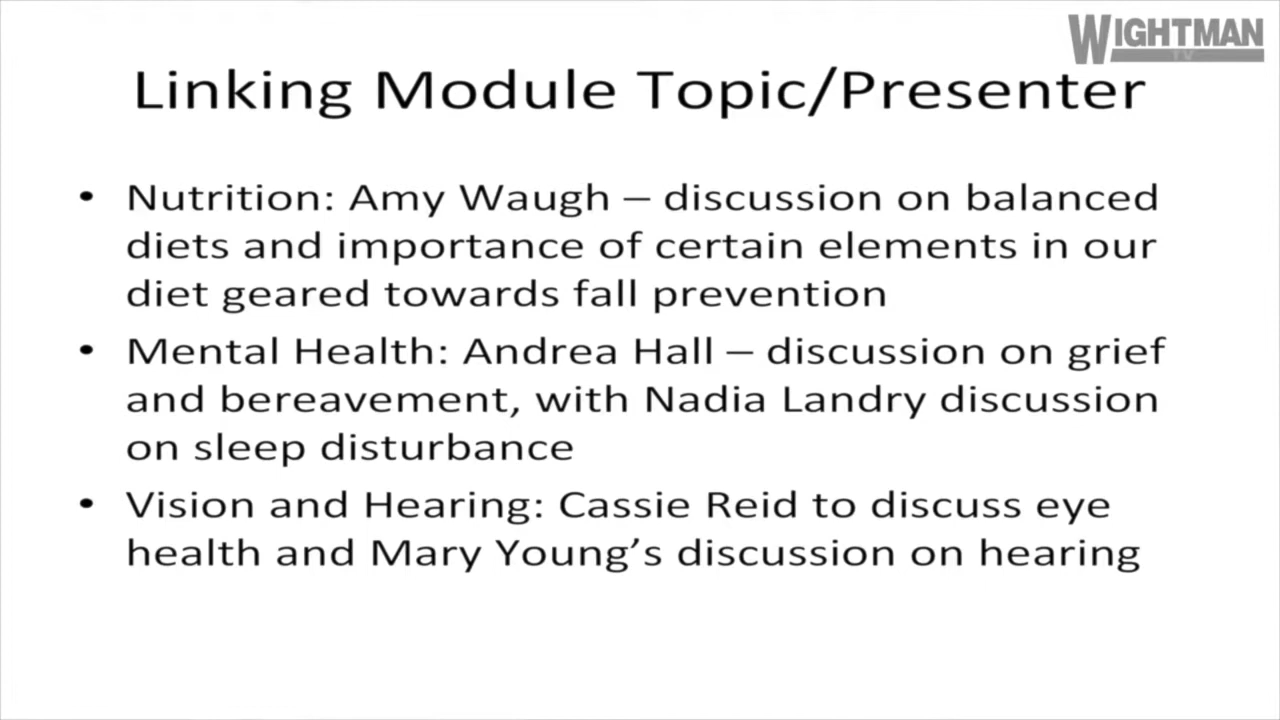 WIGHTMAN
TV
Linking Module Topic/Presenter
• Nutrition: Amy Waugh – discussion on balanced
diets and importance of certain elements in our
diet geared towards fall prevention
• Mental Health: Andrea Hall – discussion on grief
and bereavement, with Nadia Landry discussion
on sleep disturbance
• Vision and Hearing: Cassie Reid to discuss eye
health and Mary Young’s discussion on hearing